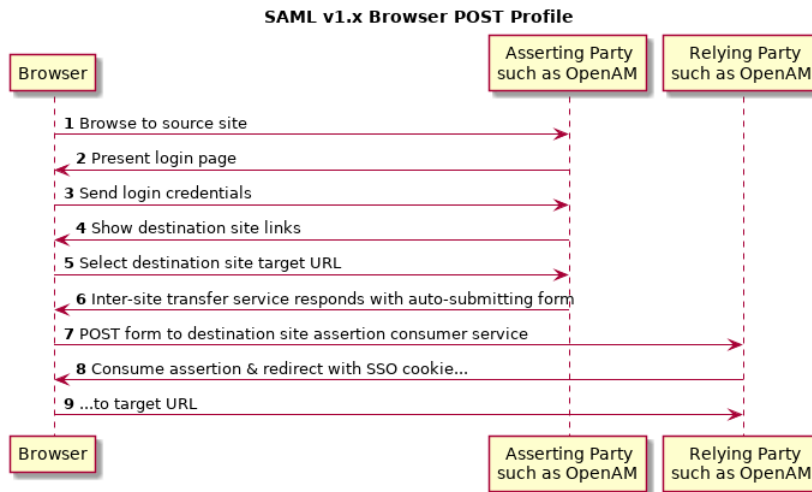 SAML v1.x Browser POST Profile
Browser
Asserting Party
such as OpenAM
Relying Party
such as OpenAM
1 Browse to source site
2 Present login page
3 Send login credentials
4 Show destination site links
5 Select destination site target URL
6 Inter-site transfer service responds with auto-submitting form
7 POST form to destination site assertion consumer service
8 Consume assertion & redirect with SSO cookie...
9 ...to target URL
Browser
Asserting Party
such as OpenAM
Relying Party
such as OpenAM